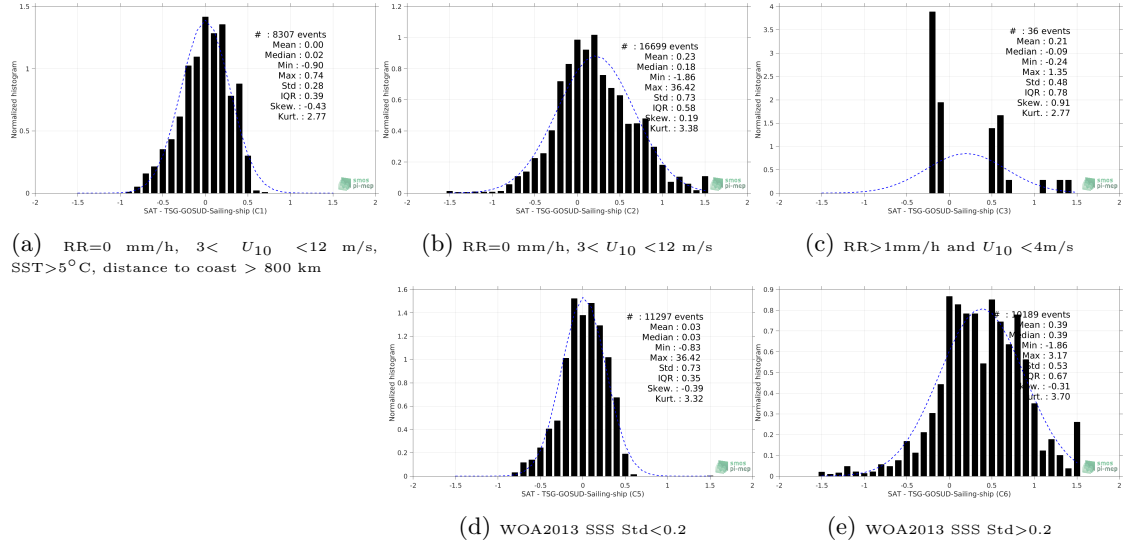 1.5
1
0.5
0
-2 -1.5 -1 -0.5 0 0.5 1 1.5 2
Normalized histogram
SAT - TSG-GOSUD-Sailing-ship (C1)
# : 8307 events
Mean : 0.00
Median : 0.02
Min : -0.90
Max : 0.74
Std : 0.28
IQR : 0.39
Skew. : -0.43
Kurt. : 2.77
smos
pi-mep
(a) RR=0 mm/h, 3< U10 <12 m/s,
SST>5°C, distance to coast > 800 km
1.2
1
0.8
0.6
0.4
0.2
0
-2 -1.5 -1 -0.5 0 0.5 1 1.5 2
Normalized histogram
SAT - TSG-GOSUD-Sailing-ship (C2)
# : 16699 events
Mean : 0.23
Median : 0.18
Min : -1.86
Max : 36.42
Std : 0.73
IQR : 0.58
Skew. : 0.19
Kurt. : 3.38
smos
pi-mep
(b) RR=0 mm/h, 3< U10 <12 m/s
4
3.5
3
2.5
2
1.5
1
0.5
0
-2 -1.5 -1 -0.5 0 0.5 1 1.5 2
Normalized histogram
SAT - TSG-GOSUD-Sailing-ship (C3)
# : 36 events
Mean : 0.21
Median : -0.09
Min : -0.24
Max : 1.35
Std : 0.48
IQR : 0.78
Skew. : 0.91
Kurt. : 2.77
smos
pi-mep
(c) RR>1mm/h and U10 <4m/s
1.6
1.4
1.2
1
0.8
0.6
0.4
0.2
0
-2 -1.5 -1 -0.5 0 0.5 1 1.5 2
Normalized histogram
SAT - TSG-GOSUD-Sailing-ship (C5)
# : 11297 events
Mean : 0.03
Median : 0.03
Min : -0.83
Max : 36.42
Std : 0.73
IQR : 0.35
Skew. : -0.39
Kurt. : 3.32
smos
pi-mep
(d) WOA2013 SSS Std<0.2
0.9
0.8
0.7
0.6
0.5
0.4
0.3
0.2
0.1
0
-2 -1.5 -1 -0.5 0 0.5 1 1.5 2
Normalized histogram
SAT - TSG-GOSUD-Sailing-ship (C6)
# : 10189 events
Mean : 0.39
Median : 0.39
Min : -1.86
Max : 3.17
Std : 0.53
IQR : 0.67
Skew. : -0.31
Kurt. : 3.70
smos
pi-mep
(e) WOA2013 SSS Std>0.2